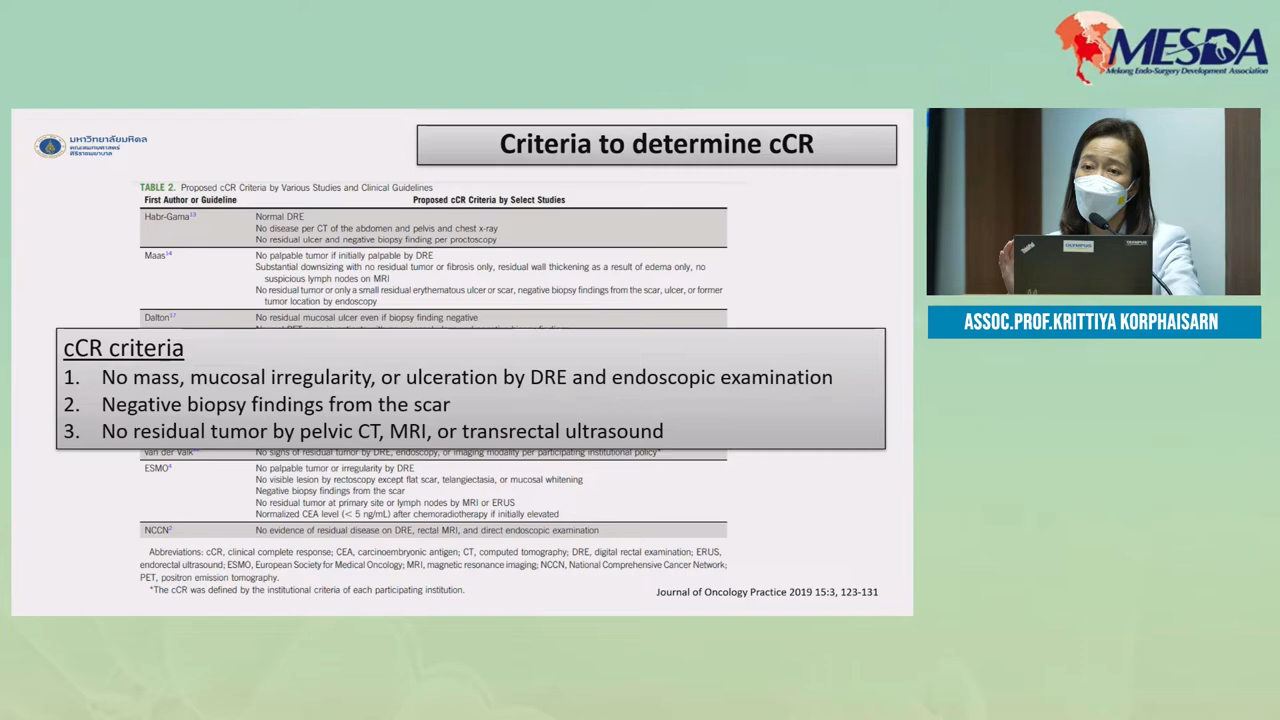 MESDA
Mekong Endo-Surgery Development Association
มหาวิทยาลัยมหิดล
คณะแพทยศาสตร์
ศิริราชพยาบาล
Criteria to determine cCR
TABLE 2. Proposed cCR Criteria by Various Studies and Clinical Guidelines
First Author or Guideline Proposed cCR Criteria by Select Studies
Habr-Gama13 Normal DRE
No disease per CT of the abdomen and pelvis and chest x-ray
No residual ulcer and negative biopsy finding per proctoscopy
Maas14 No palpable tumor if initially palpable by DRE
Substantial downsizing with no residual tumor or fibrosis only, residual wall thickening as a result of edema only, no
suspicious lymph nodes on MRI
No residual tumor or only a small residual erythematous ulcer or scar, negative biopsy findings from the scar, ulcer, or former
tumor location by endoscopy
Dalton17 No residual mucosal ulcer even if biopsy finding negative
cCR criteria
1. No mass, mucosal irregularity, or ulceration by DRE and endoscopic examination
2. Negative biopsy findings from the scar
3. No residual tumor by pelvic CT, MRI, or transrectal ultrasound
van der Valk No signs of residual tumor by DRE, endoscopy, or imaging modality per participating institutional policy*
ESMO4 No palpable tumor or irregularity by DRE
No visible lesion by rectoscopy except flat scar, telangiectasia, or mucosal whitening
Negative biopsy findings from the scar
No residual tumor at primary site or lymph nodes by MRI or ERUS
Normalized CEA level (< 5 ng/mL) after chemoradiotherapy if initially elevated
NCCN2 No evidence of residual disease on DRE, rectal MRI, and direct endoscopic examination
Abbreviations: cCR, clinical complete response; CEA, carcinoembryonic antigen; CT, computed tomography; DRE, digital rectal examination; ERUS,
endorectal ultrasound; ESMO, European Society for Medical Oncology; MRI, magnetic resonance imaging; NCCN, National Comprehensive Cancer Network;
PET, positron emission tomography.
*The cCR was defined by the institutional criteria of each participating institution.
Journal of Oncology Practice 2019 15:3, 123-131
ThinkPad
OLYMPUS
OLYMPUS
ASSOC.PROF.KRITTIYA KORPHAISARN